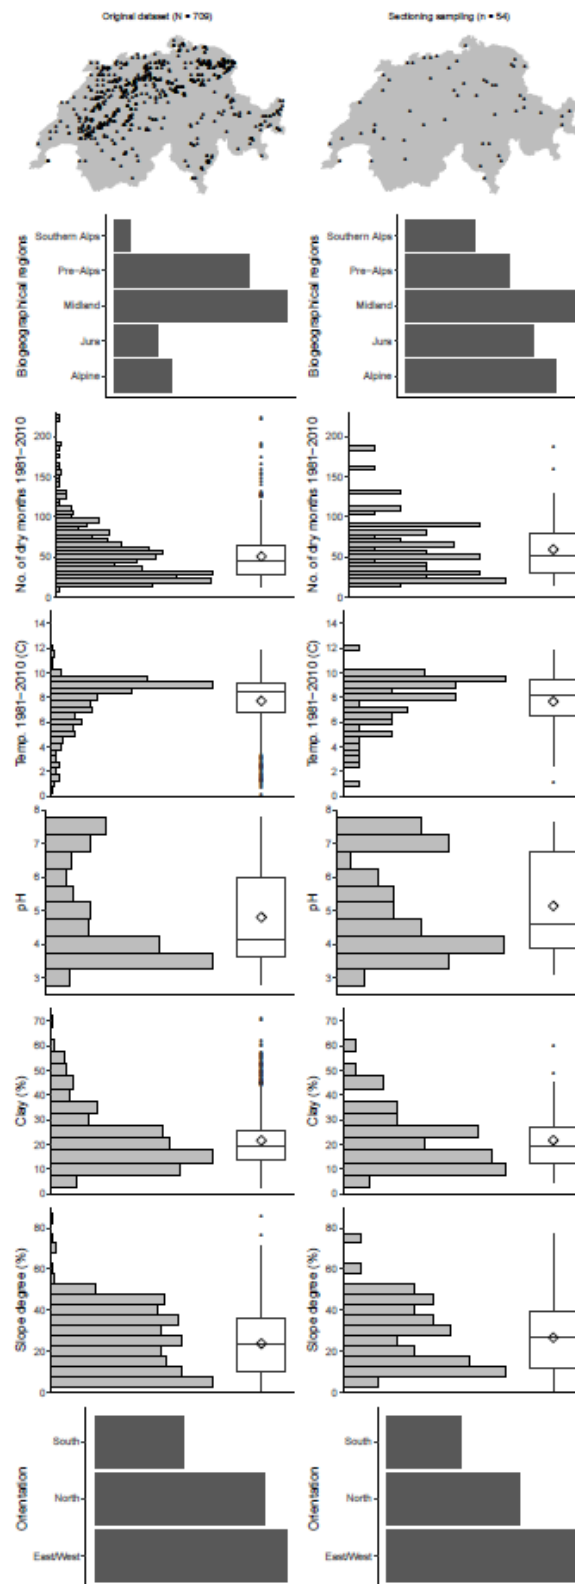 Original dataset (N = 709)
Sectioning sampling (n = 54)
Biogeographical regions
Southern Alps
Pre-Alps
Midland
Jura
Alpine
Biogeographical regions
Southern Alps
Pre-Alps
Midland
Jura
Alpine
No. of dry months 1981-2010
200
150
100
50
0
No. of dry months 1981-2010
200
150
100
50
0
Temp. 1981-2010 (C)
14
12
10
8
6
4
2
0
Temp. 1981-2010 (C)
14
12
10
8
6
4
2
0
pH
8
7
6
5
4
3
pH
8
7
6
5
4
3
Clay (%)
70
60
50
40
30
20
10
0
Clay (%)
70
60
50
40
30
20
10
0
Slope degree (%)
80
60
40
20
0
Slope degree (%)
80
60
40
20
0
Orientation
South
North
East/West
Orientation
South
North
East/West